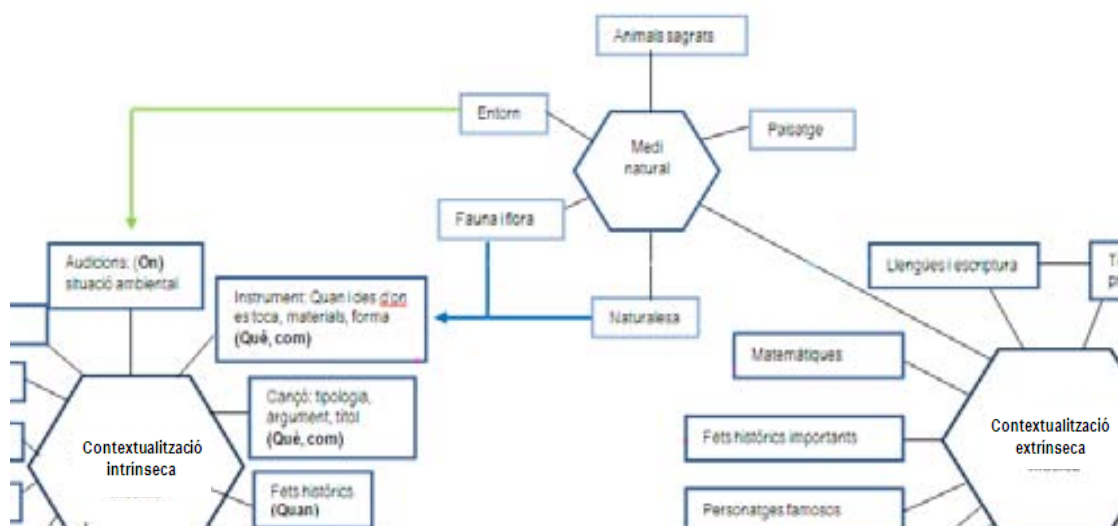 Animals sagrats
Entorn
Paisatge
Medi
natural
Fauna i flora
Audicions: (On)
situació ambiental
Llengües i escriptura
Instrument: Quan i des d'on
es toca, materials, forma
(Què, com)
Naturalesa
Matemàtiques
Cançó: tipologia,
argument, títol
(Què, com)
Contextualització
intrínseca
Fets històrics importants
Contextualització
extrínseca
Fets històrics
(Quan)
Personatges famosos